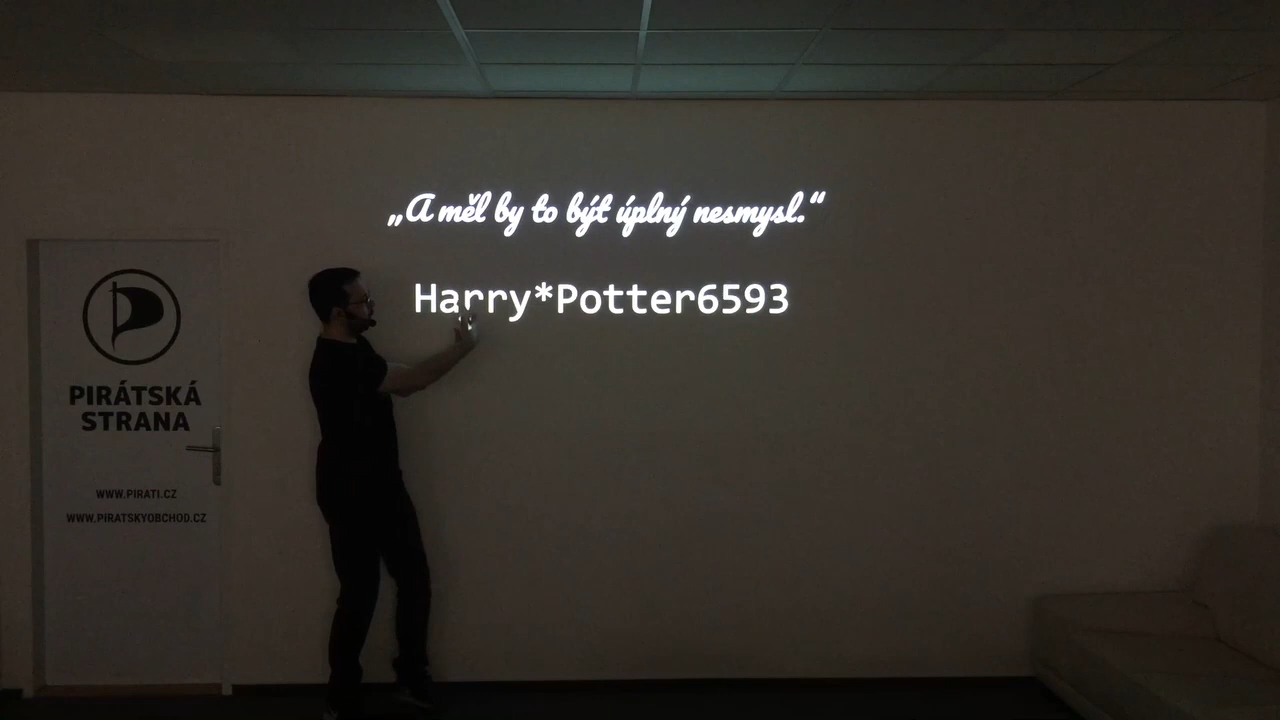 „A měl by to být úplný nesmysl.“
Harry*Potter6593
PIRÁTSKÁ
STRANA
WWW.PIRATI.CZ
WWW.PIRATSKYOBCHOD.CZ